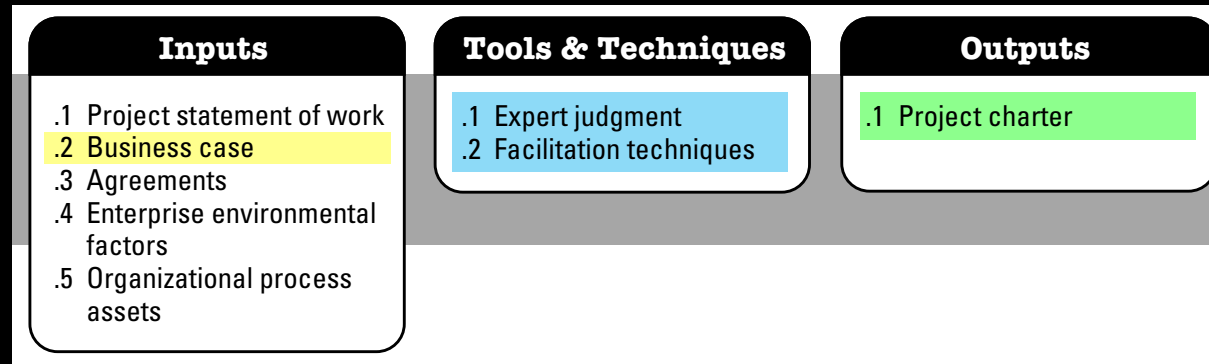 Inputs
.1 Project statement of work
.2 Business case
.3 Agreements
.4 Enterprise environmental
factors
.5 Organizational process
assets
Tools & Techniques
.1 Expert judgment
.2 Facilitation techniques
Outputs
.1 Project charter